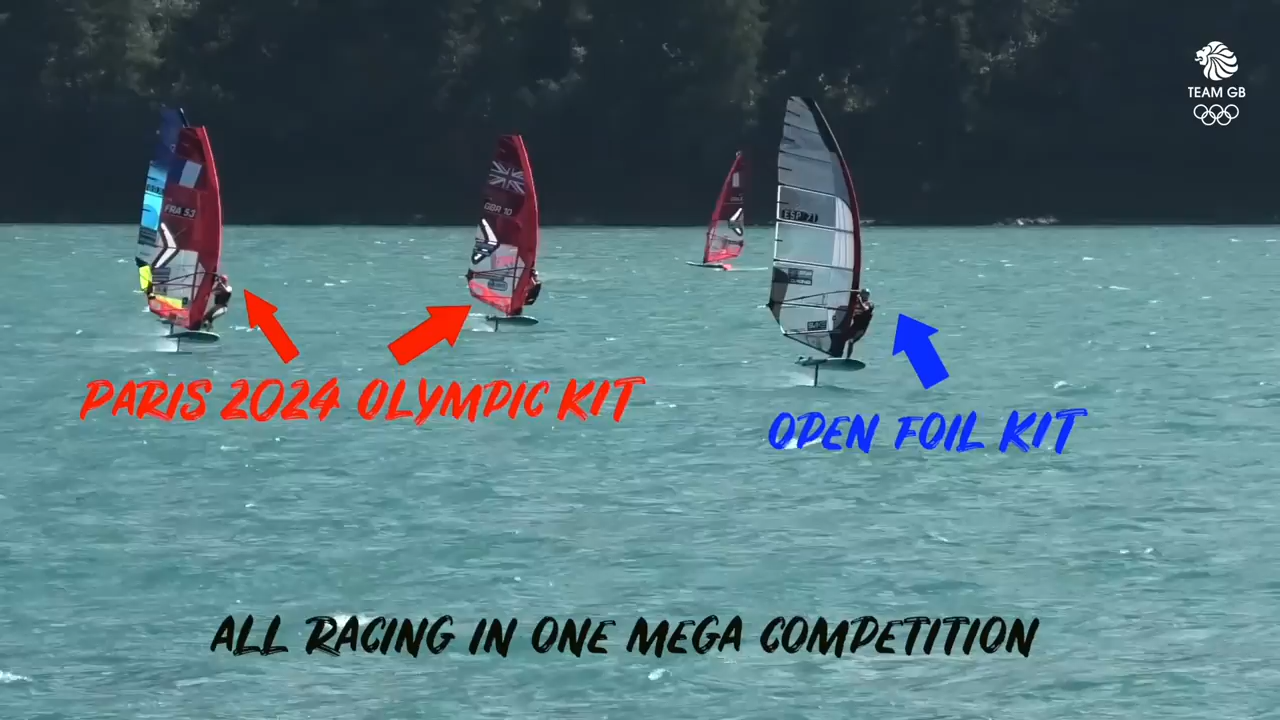 TEAM GB
FRA 53
GBR 10
ESP 71
PARIS 2024 OLYMPIC KIT
OPEN FOIL KIT
ALL RACING IN ONE MEGA COMPETITION